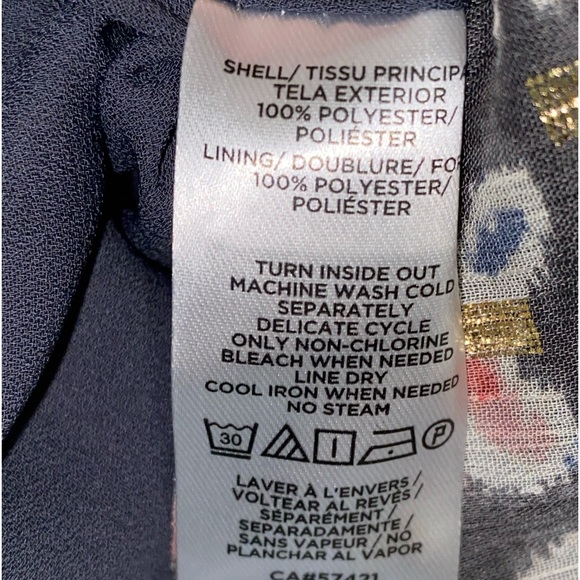 SHELL/ TISSU PRINCIPA
TELA EXTERIOR
100% POLYESTER/
POLIÉSTER
LINING/ DOUBLURE/ FO
100% POLYESTER/
POLIÉSTER
TURN INSIDE OUT
MACHINE WASH COLD
SEPARATELY
DELICATE CYCLE
ONLY NON-CHLORINE
BLEACH WHEN NEEDED
LINE DRY
COOL IRON WHEN NEEDED
NO STEAM
30 P
LAVER À L'ENVERS/
VOLTEAR AL REVÉS/
SÉPARÉMENT/
SEPARADAMENTE/
SANS VAPEUR/ NO
PLANCHAR AL VAPOR
CA#57421